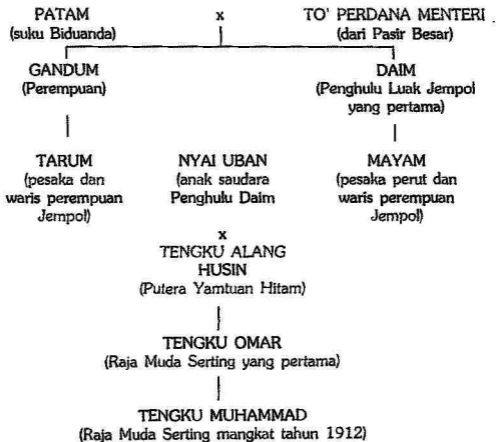 PATAM x TO' PERDANA MENTERI
(suku Biduanda) (dari Pasir Besar)
GANDUM DAIM
(Perempuan) (Penghulu Luak Jempol
yang pertama)
TARUM NYAI UBAN MAYAM
(pesaka dan (anak saudara (pesaka perut dan
waris perempuan Penghulu Daim waris perempuan
Jempol) Jempol)
x
TENGKU ALANG
HUSIN
(Putera Yamtuan Hitam)
TENGKU OMAR
(Raja Muda Serting yang pertama)
TENGKU MUHAMMAD
(Raja Muda Serting mangkat tahun 1912)